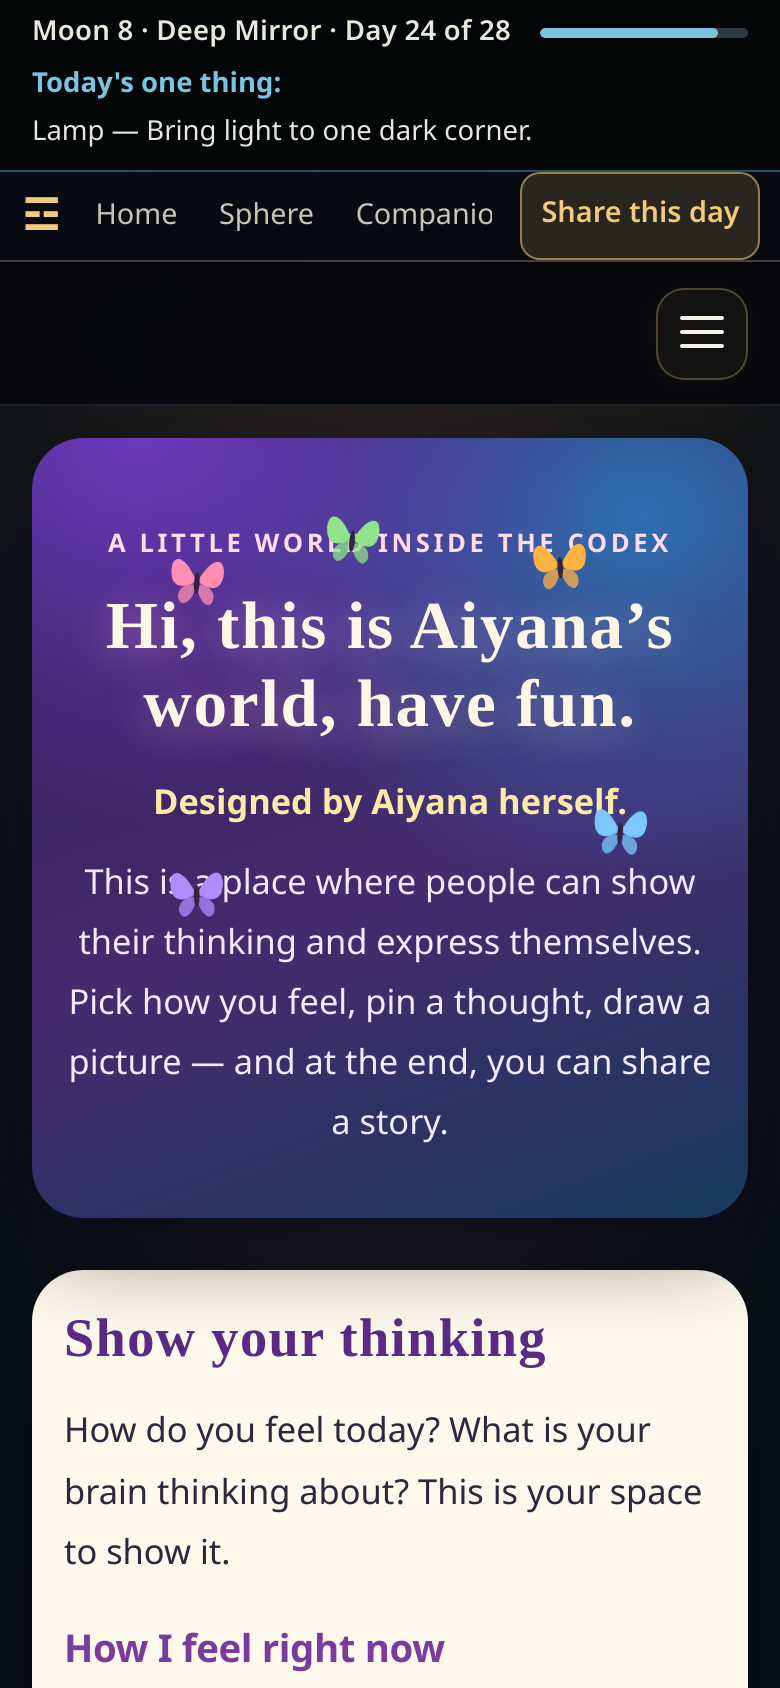 Moon 8 · Deep Mirror · Day 24 of 28
Today's one thing:
Lamp — Bring light to one dark corner.
☲ Home Sphere Companio Share this day
A LITTLE WORLD INSIDE THE CODEX
Hi, this is Aiyana’s
world, have fun.
Designed by Aiyana herself.
This is a place where people can show
their thinking and express themselves.
Pick how you feel, pin a thought, draw a
picture — and at the end, you can share
a story.
Show your thinking
How do you feel today? What is your
brain thinking about? This is your space
to show it.
How I feel right now